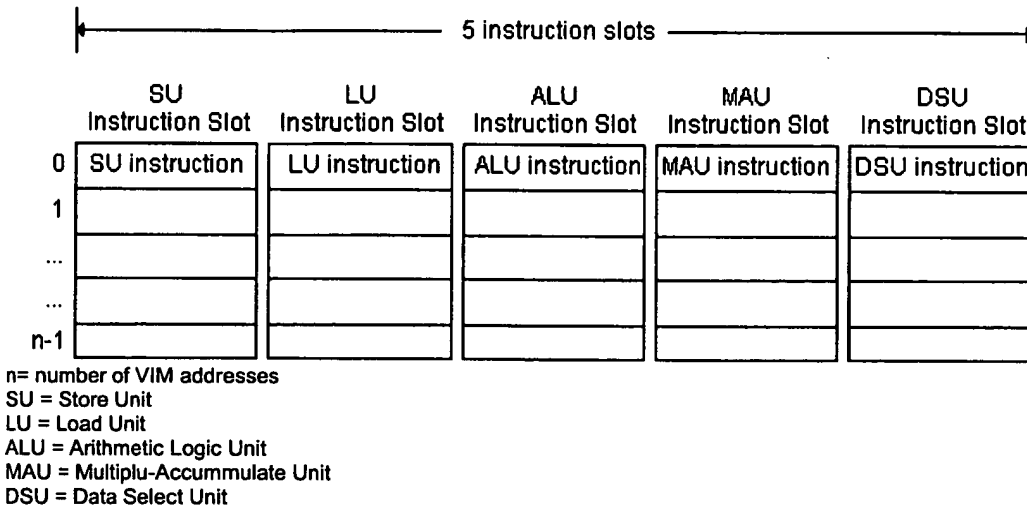 5 instruction slots
SU LU ALU MAU DSU
Instruction Slot Instruction Slot Instruction Slot Instruction Slot Instruction Slot
0 SU instruction LU instruction ALU instruction MAU instruction DSU instruction
1
...
...
n-1
n= number of VIM addresses
SU = Store Unit
LU = Load Unit
ALU = Arithmetic Logic Unit
MAU = Multiplu-Accummulate Unit
DSU = Data Select Unit